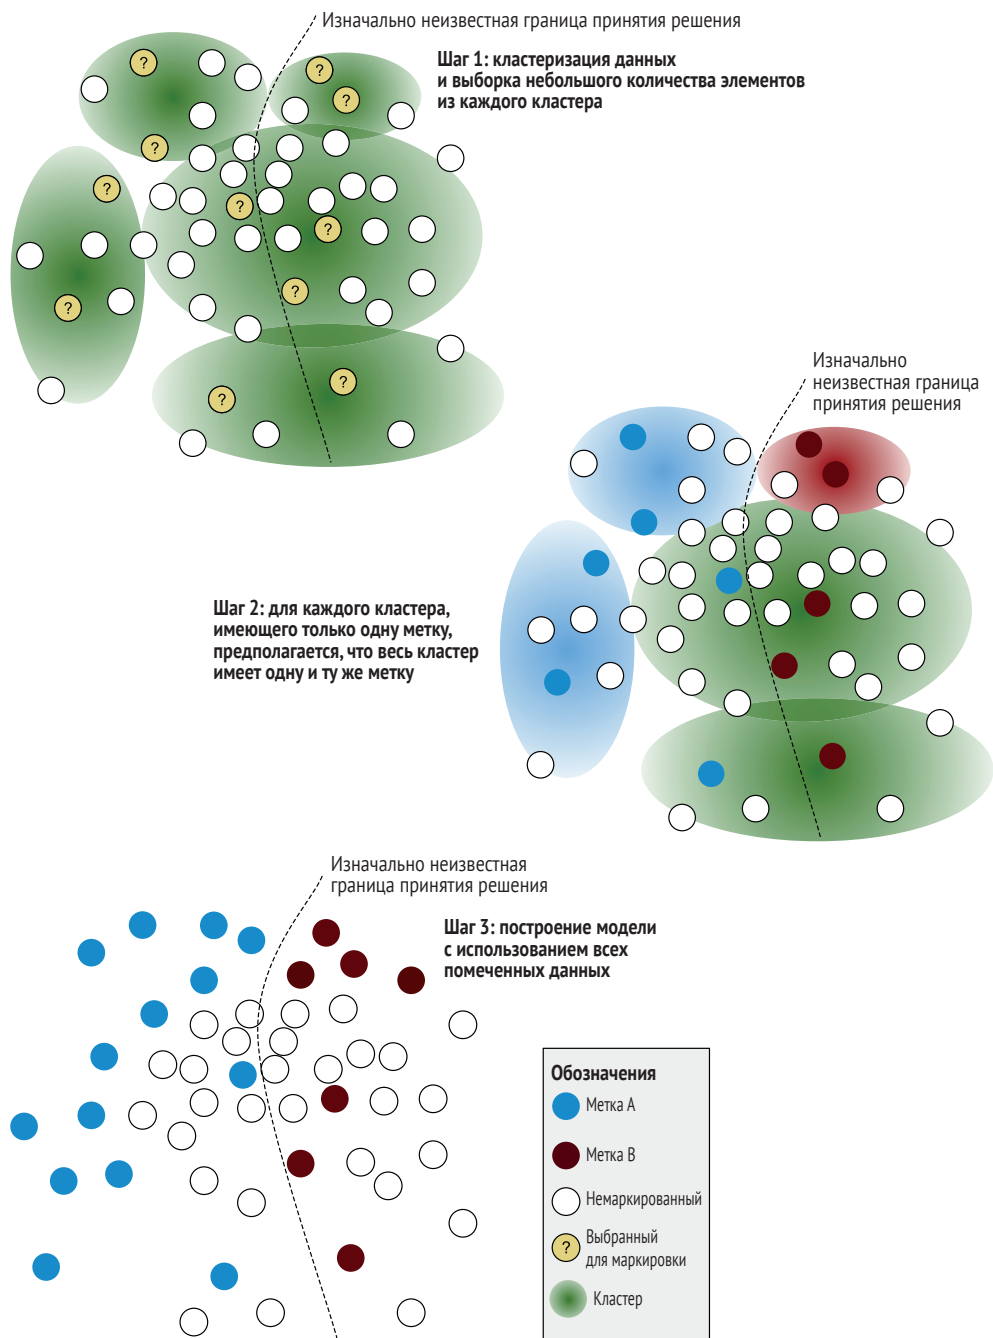 Изначально неизвестная граница принятия решения
Шаг 1: кластеризация данных
и выборка небольшого количества элементов
из каждого кластера
? ? ?
?
?
? ?
? ?
? ?
Изначально
неизвестная граница
принятия решения
Шаг 2: для каждого кластера,
имеющего только одну метку,
предполагается, что весь кластер
имеет одну и ту же метку
Изначально неизвестная
граница принятия решения
Шаг 3: построение модели
с использованием всех
помеченных данных
Обозначения
Метка A
Метка B
Немаркированный
? Выбранный
для маркировки
Кластер